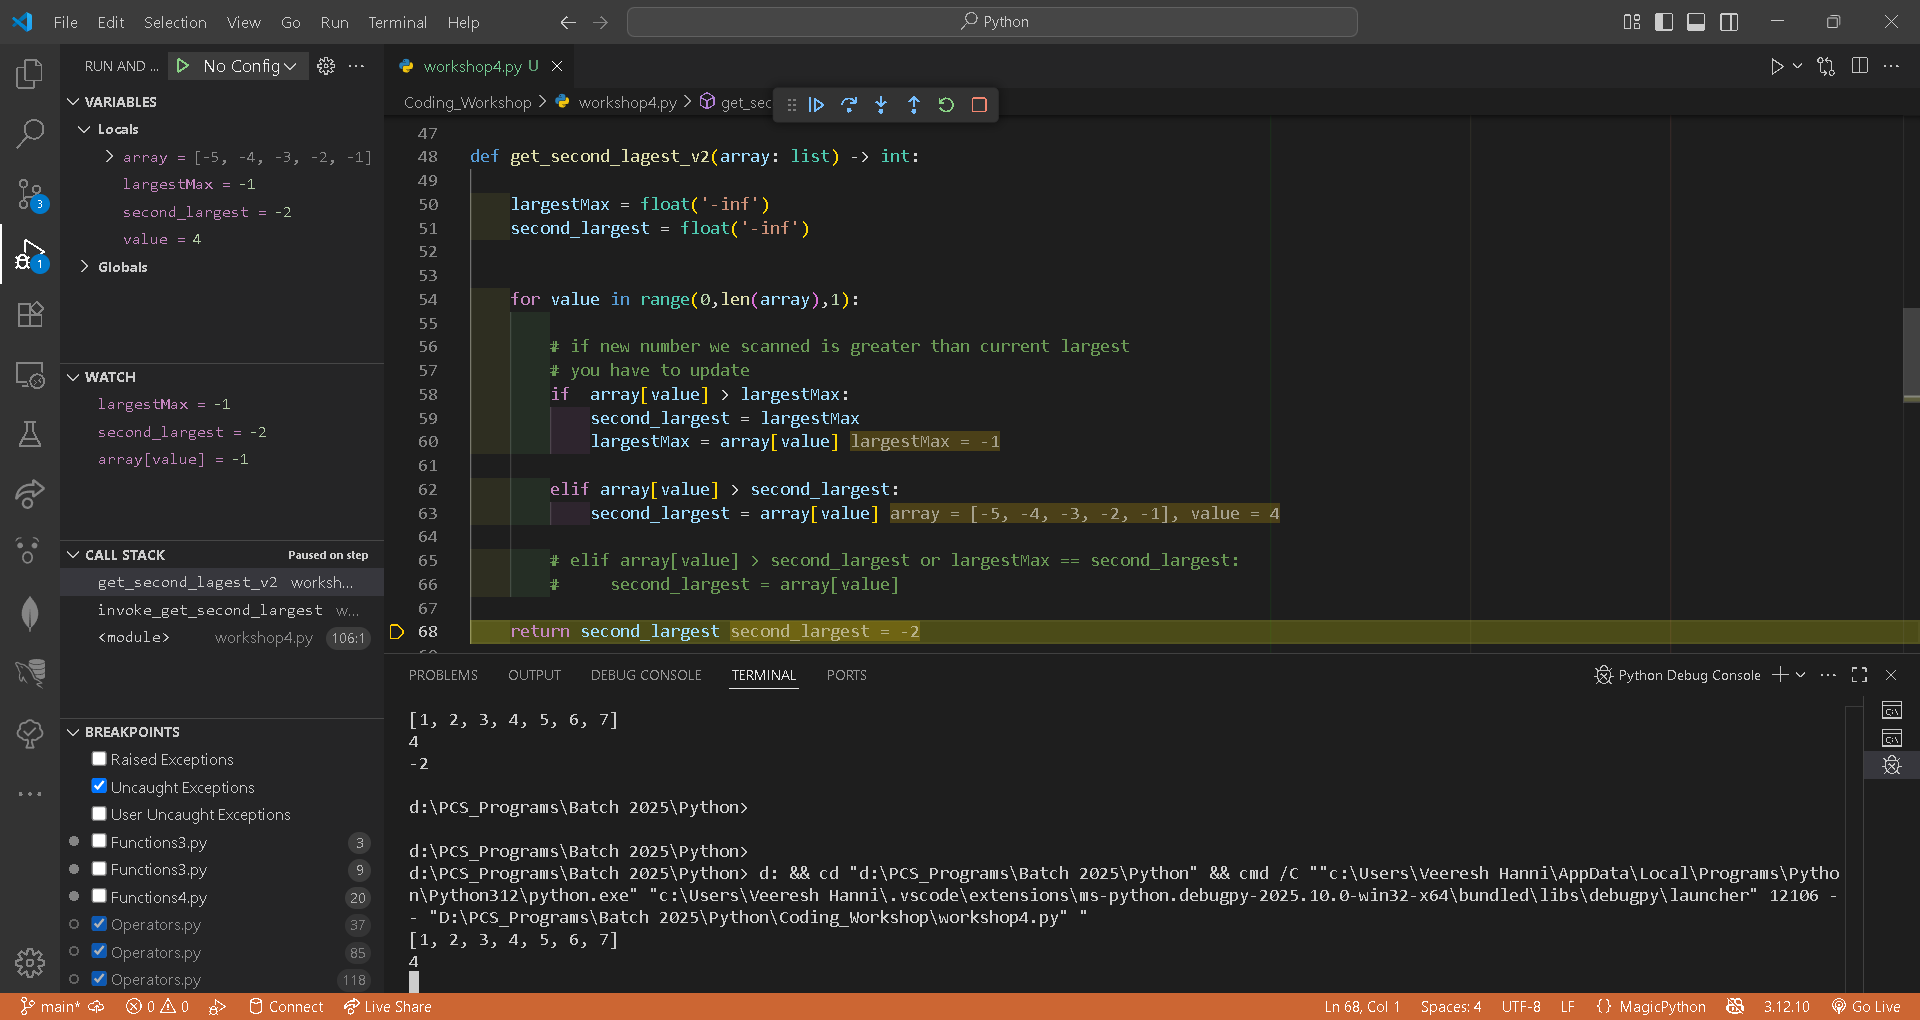 File Edit Selection View Go Run Terminal Help
Python
RUN AND ... No Config
VARIABLES
Locals
array = [-5, -4, -3, -2, -1]
largestMax = -1
second_largest = -2
value = 4
Globals
WATCH
largestMax = -1
second_largest = -2
array[value] = -1
CALL STACK Paused on step
get_second_lagest_v2 worksh...
invoke_get_second_largest w...
<module> workshop4.py 106:1
BREAKPOINTS
Raised Exceptions
Uncaught Exceptions
User Uncaught Exceptions
Functions3.py 3
Functions3.py 9
Functions4.py 20
Operators.py 37
Operators.py 85
Operators.py 118
3
1
workshop4.py U
Coding_Workshop > workshop4.py > get_sec
47
48 def get_second_lagest_v2(array: list) -> int:
49
50 largestMax = float('-inf')
51 second_largest = float('-inf')
52
53
54 for value in range(0,len(array),1):
55
56 # if new number we scanned is greater than current largest
57 # you have to update
58 if  array[value] > largestMax:
59 second_largest = largestMax
60 largestMax = array[value] largestMax = -1
61
62 elif array[value] > second_largest:
63 second_largest = array[value] array = [-5, -4, -3, -2, -1], value = 4
64
65 # elif array[value] > second_largest or largestMax == second_largest:
66 #     second_largest = array[value]
67
68 return second_largest second_largest = -2
PROBLEMS OUTPUT DEBUG CONSOLE TERMINAL PORTS
Python Debug Console
[1, 2, 3, 4, 5, 6, 7]
4
-2
d:\PCS_Programs\Batch 2025\Python>
d:\PCS_Programs\Batch 2025\Python>
d:\PCS_Programs\Batch 2025\Python> d: && cd "d:\PCS_Programs\Batch 2025\Python" && cmd /C ""c:\Users\Veeresh Hanni\AppData\Local\Programs\Pytho
n\Python312\python.exe" "c:\Users\Veeresh Hanni\.vscode\extensions\ms-python.debugpy-2025.10.0-win32-x64\bundled\libs\debugpy\launcher" 12106 -
- "D:\PCS_Programs\Batch 2025\Python\Coding_Workshop\workshop4.py" "
[1, 2, 3, 4, 5, 6, 7]
4
main* 0 0 Connect Live Share
Ln 68, Col 1 Spaces: 4 UTF-8 LF {} MagicPython 3.12.10 Go Live